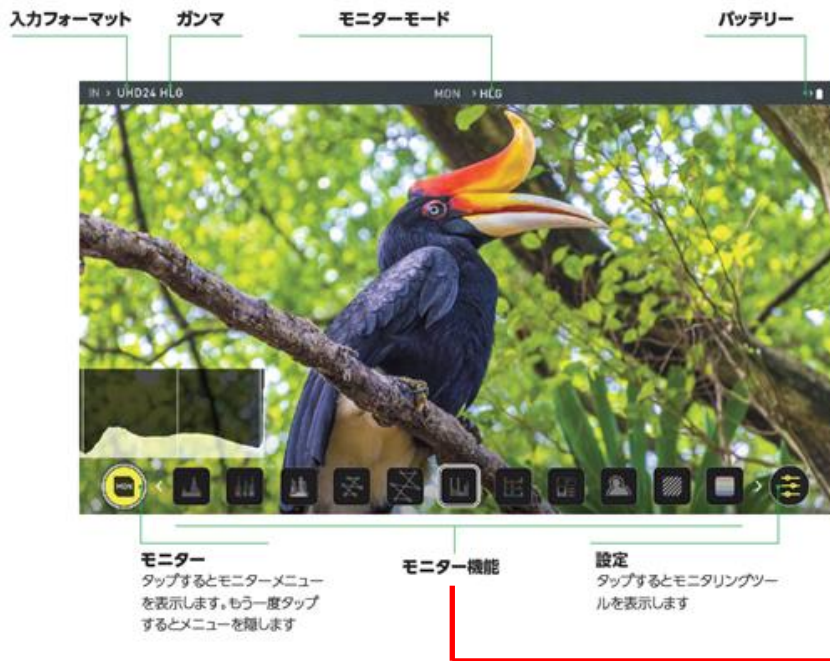 入力フォーマット ガンマ モニターモード バッテリー
IN > UHD24 HLG MON > HLG
MON
モニター
タップするとモニターメニュー
を表示します。もう一度タップ
するとメニューを隠します
モニター機能
設定
タップするとモニタリングツー
ルを表示します